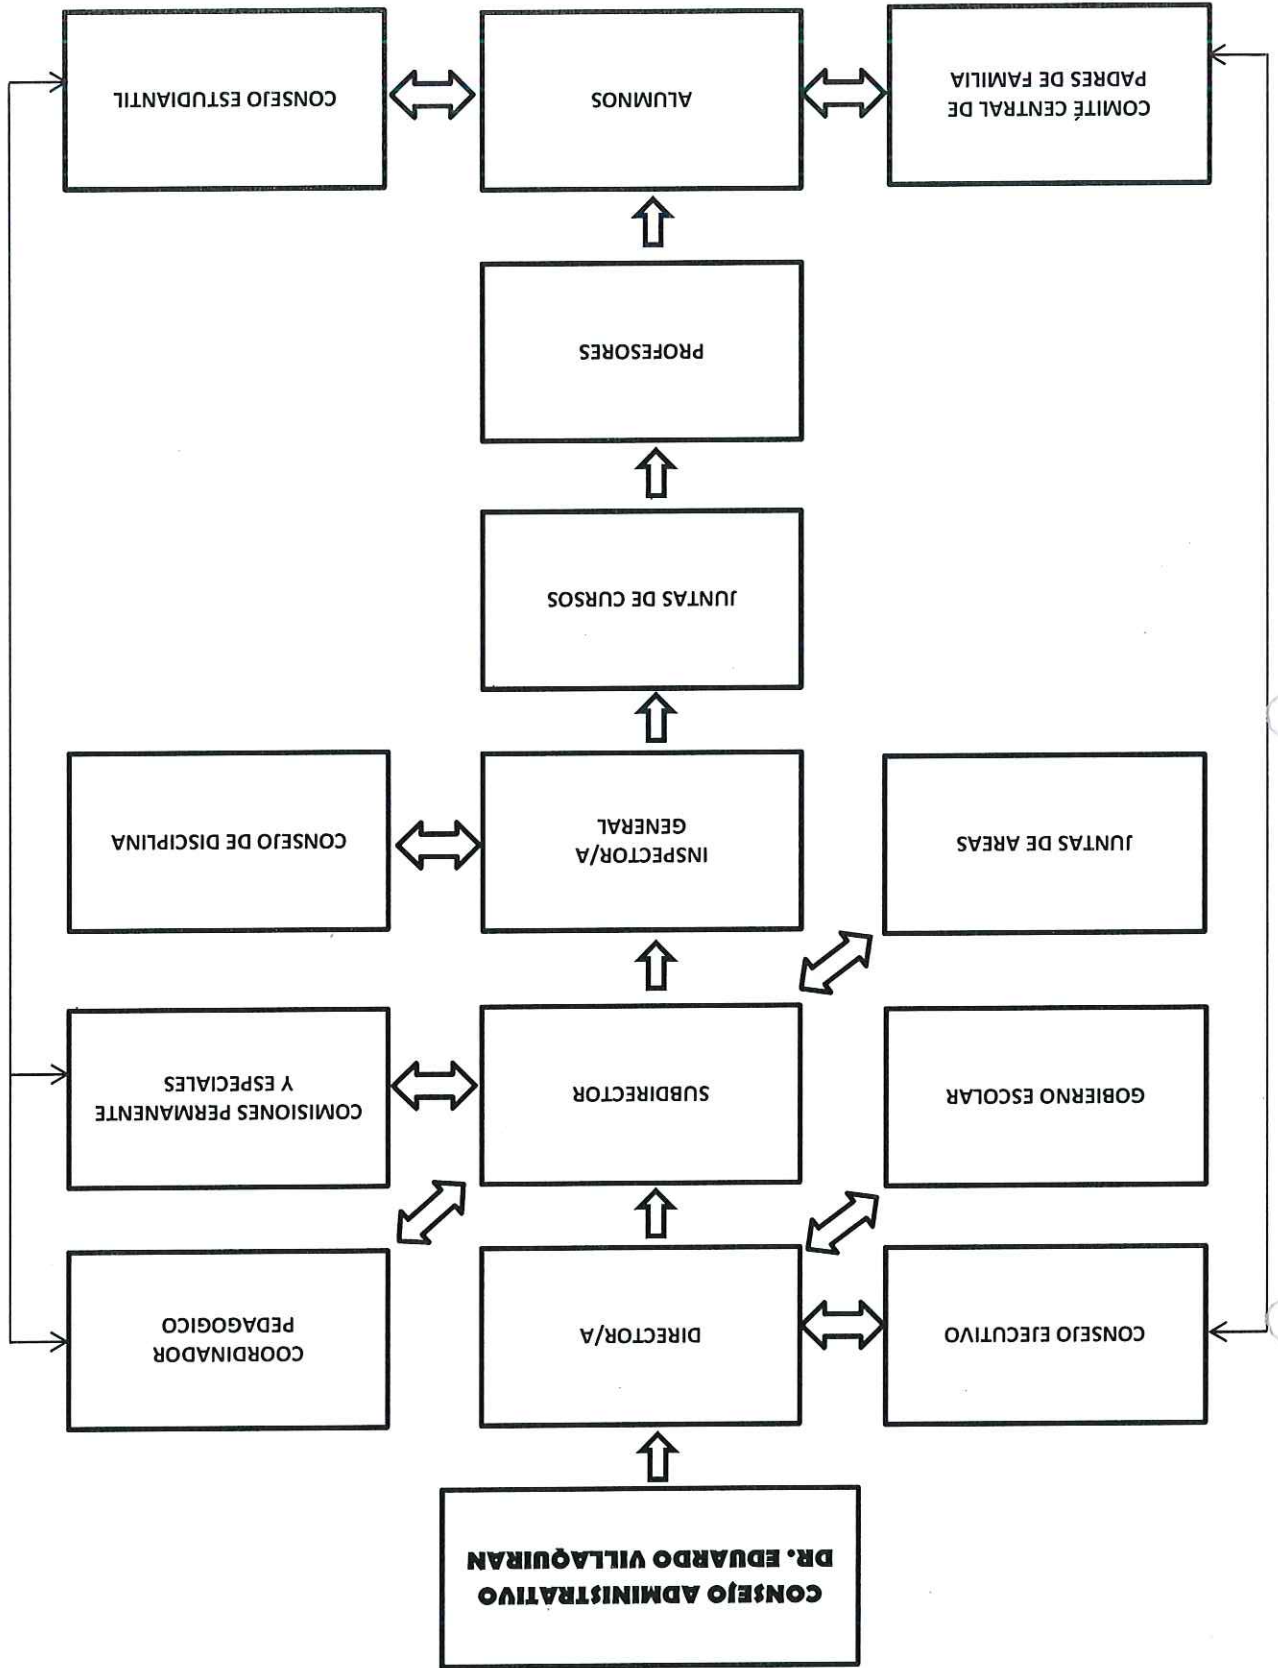 CONSEJO ADMINISTRATIVO
DR. EDUARDO VILLAQUIRAN
CONSEJO EJECUTIVO
DIRECTOR/A
COORDINADOR
PEDAGOGICO
GOBIERNO ESCOLAR
SUBDIRECTOR
COMISIONES PERMANENTE
Y ESPECIALES
JUNTAS DE AREAS
INSPECTOR/A
GENERAL
CONSEJO DE DISCIPLINA
JUNTAS DE CURSOS
PROFESORES
COMITÉ CENTRAL DE
PADRES DE FAMILIA
ALUMNOS
CONSEJO ESTUDIANTIL